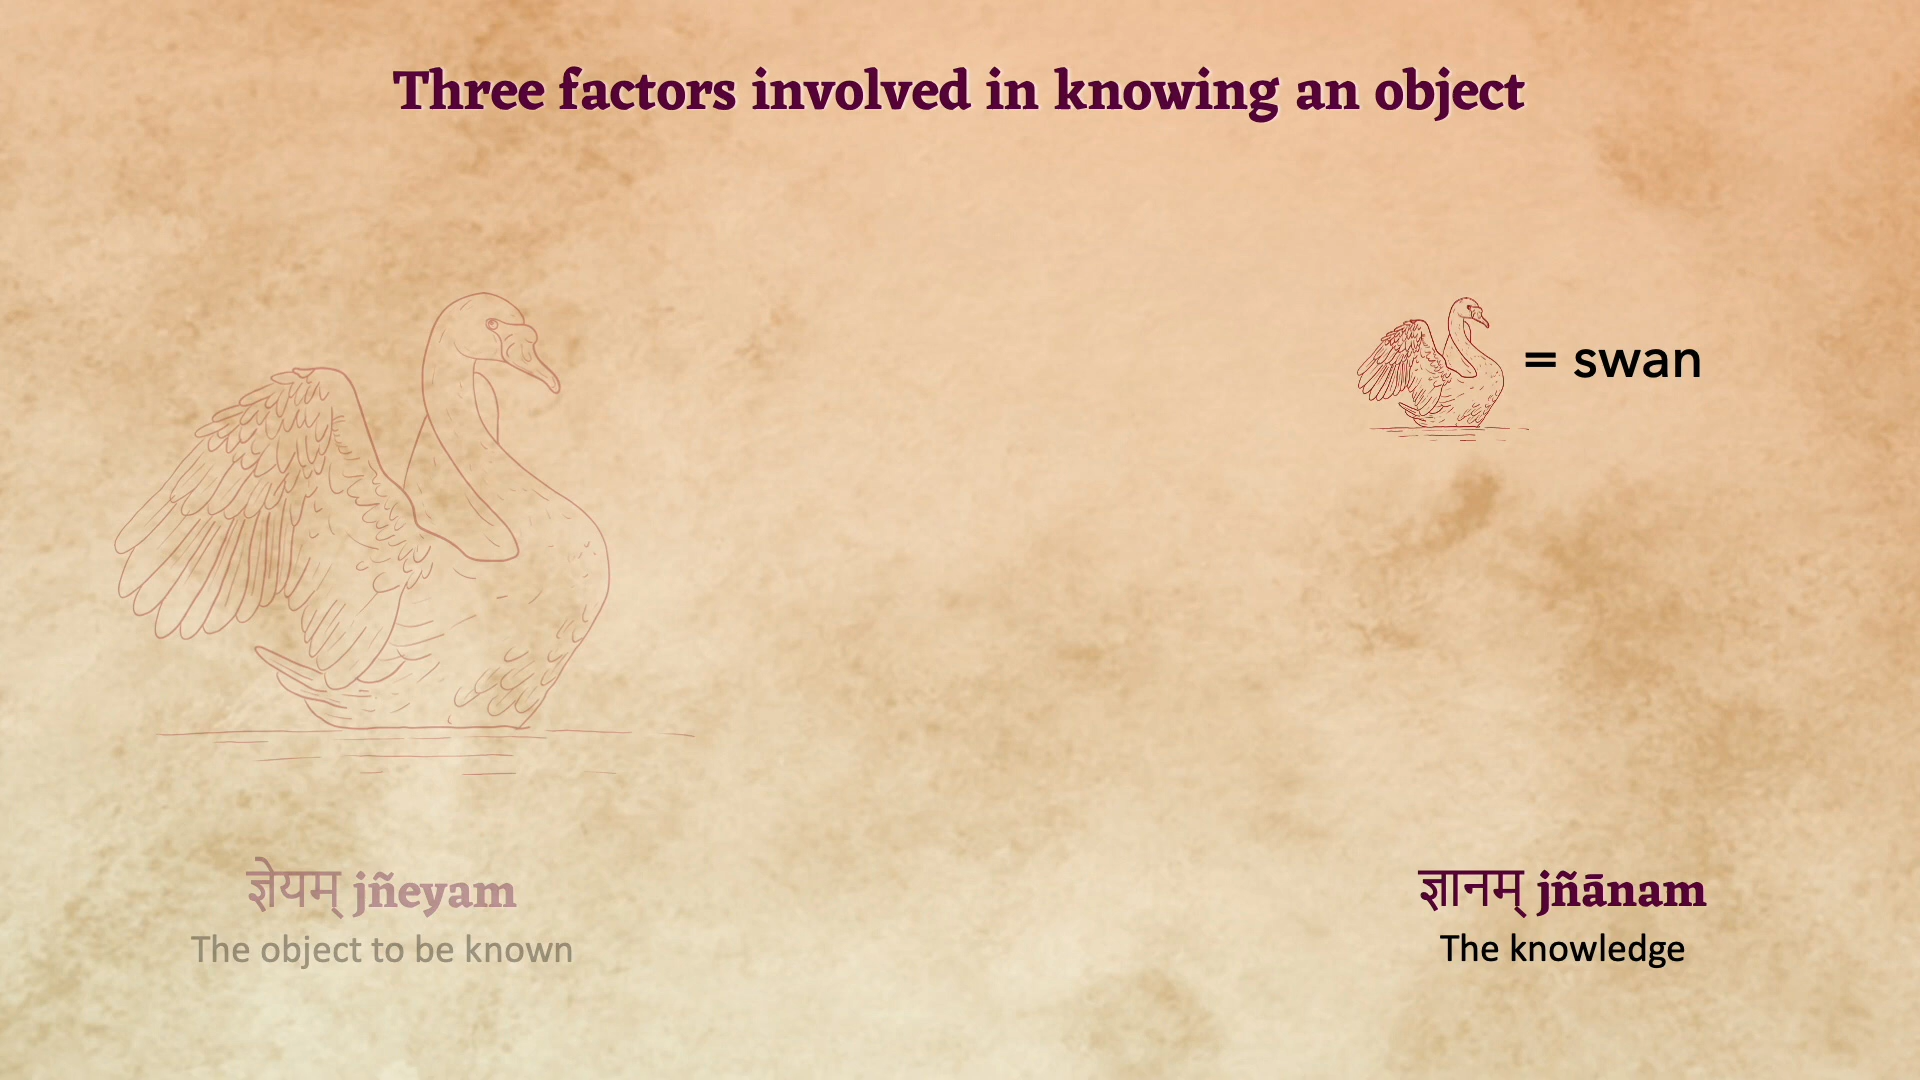 Three factors involved in knowing an object
= swan
ज्ञेयम् jñeyam
The object to be known
ज्ञानम् jñānam
The knowledge